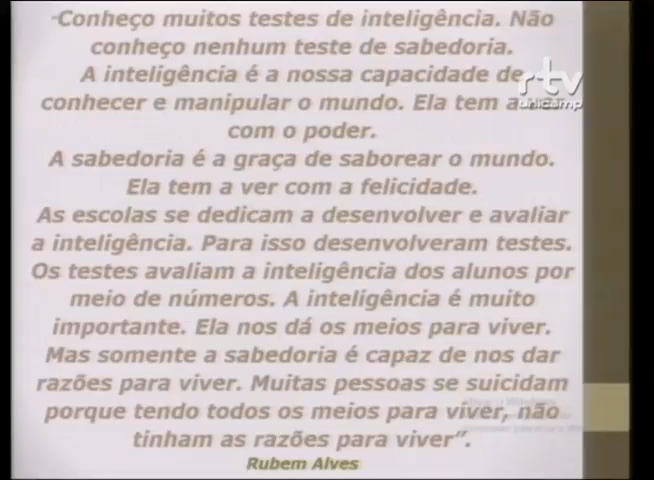 “Conheço muitos testes de inteligência. Não
conheço nenhum teste de sabedoria.
A inteligência é a nossa capacidade de
conhecer e manipular o mundo. Ela tem a ver
com o poder.
A sabedoria é a graça de saborear o mundo.
Ela tem a ver com a felicidade.
As escolas se dedicam a desenvolver e avaliar
a inteligência. Para isso desenvolveram testes.
Os testes avaliam a inteligência dos alunos por
meio de números. A inteligência é muito
importante. Ela nos dá os meios para viver.
Mas somente a sabedoria é capaz de nos dar
razões para viver. Muitas pessoas se suicidam
porque tendo todos os meios para viver, não
tinham as razões para viver”.
Rubem Alves
rtv
unicamp